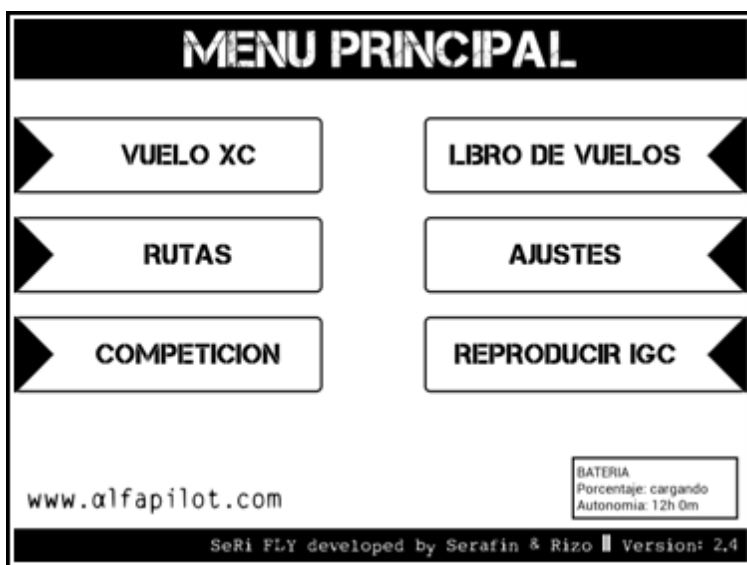 MENU PRINCIPAL
VUELO XC
LBRO DE VUELOS
RUTAS
AJUSTES
COMPETICION
REPRODUCIR IGC
www.αlfapilot.com
BATERIA
Porcentaje: cargando
Autonomia: 12h 0m
SeRi FLY developed by Serafin & Rizo Version: 2.4